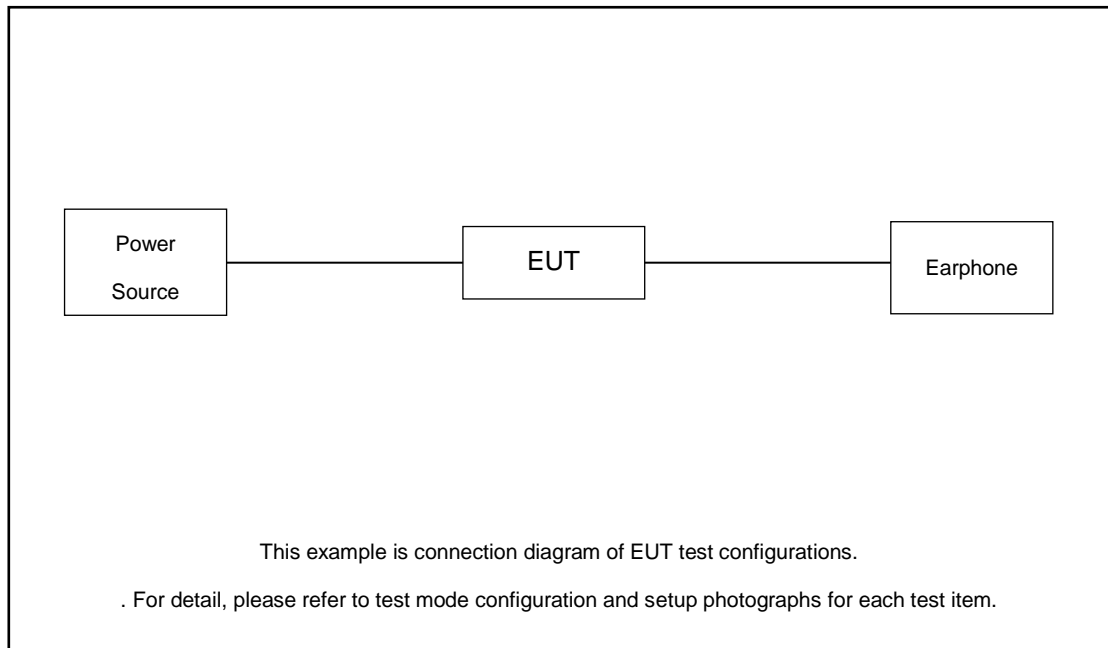 Power
Source
EUT
Earphone
This example is connection diagram of EUT test configurations.
. For detail, please refer to test mode configuration and setup photographs for each test item.